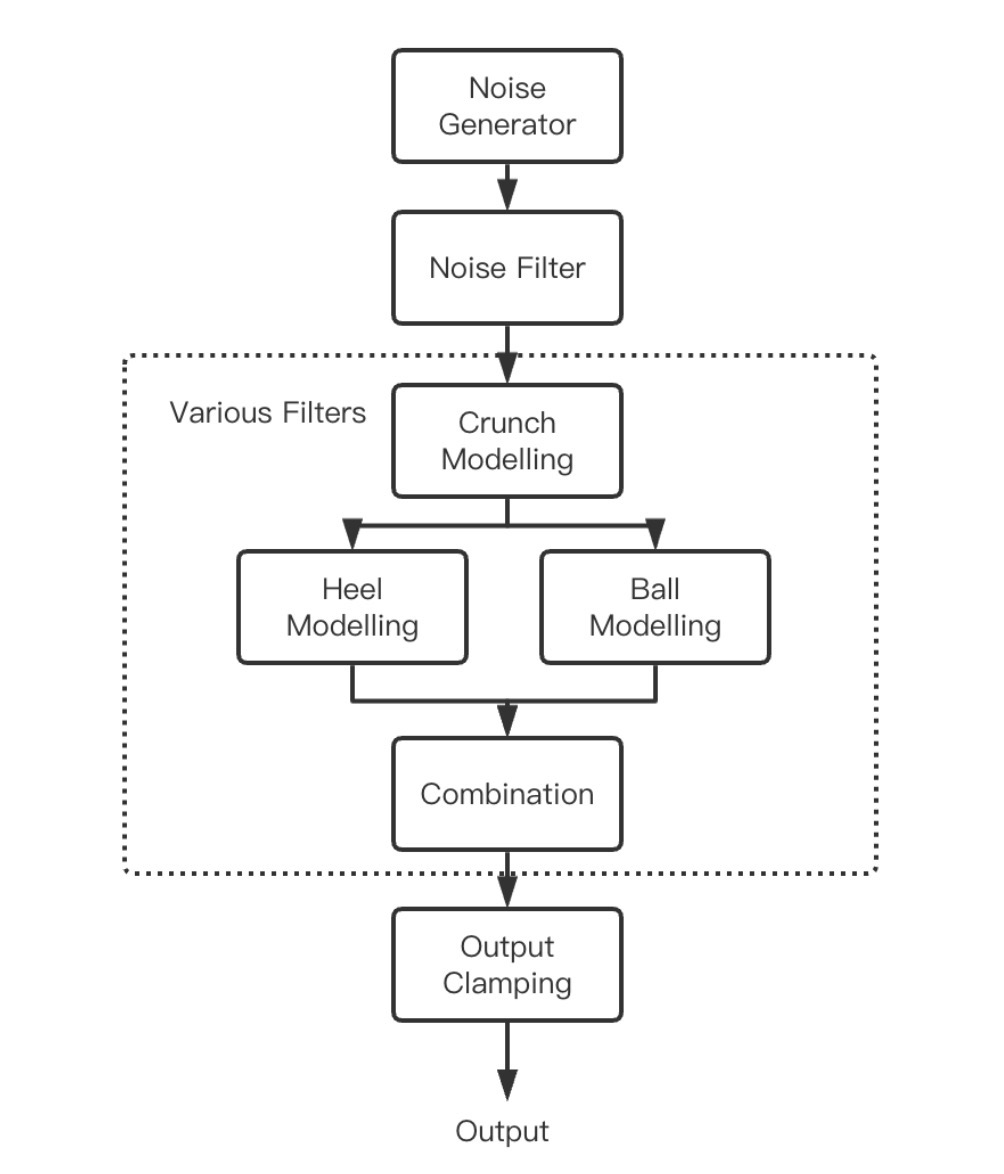 Noise
Generator
Noise Filter
Various Filters
Crunch
Modelling
Heel
Modelling
Ball
Modelling
Combination
Output
Clamping
Output